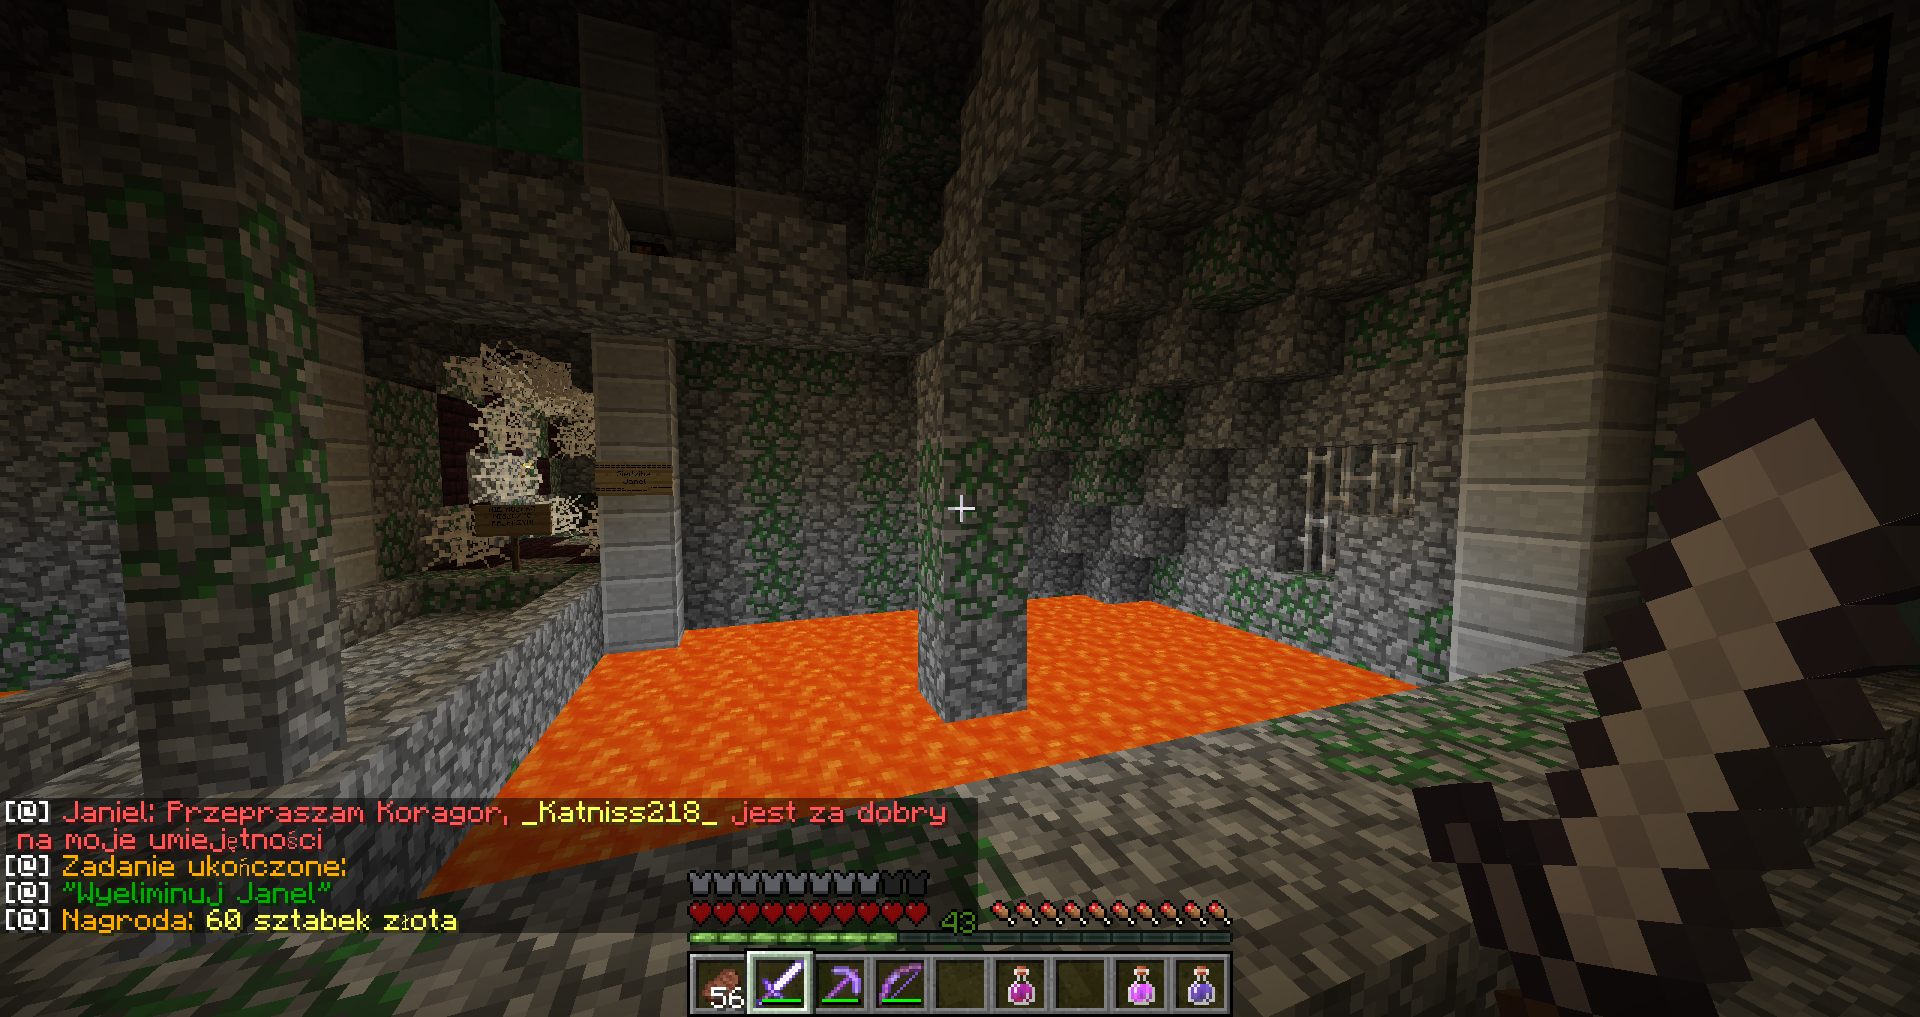 Janel
[@] Janiel: Przepraszam Koragor, _Katniss218_ jest za dobry
na moje umiejętności
[@] Zadanie ukończone:
[@] "Wyeliminuj Janel"
[@] Nagroda: 60 sztabek złota
43
56